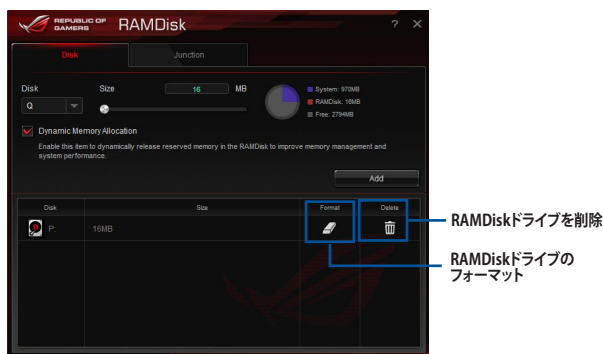 REPUBLIC OF
GAMERS
RAMDisk
? ×
Disk
Junction
Disk
Size
16
MB
Q
System: 970MB
RAMDisk: 16MB
Free: 2794MB
Dynamic Memory Allocation
Enable this item to dynamically release reserved memory in the RAMDisk to improve memory management and
system performance.
Add
Disk
Size
Format
Delete
P:
16MB
RAMDiskドライブを削除
RAMDiskドライブの
フォーマット